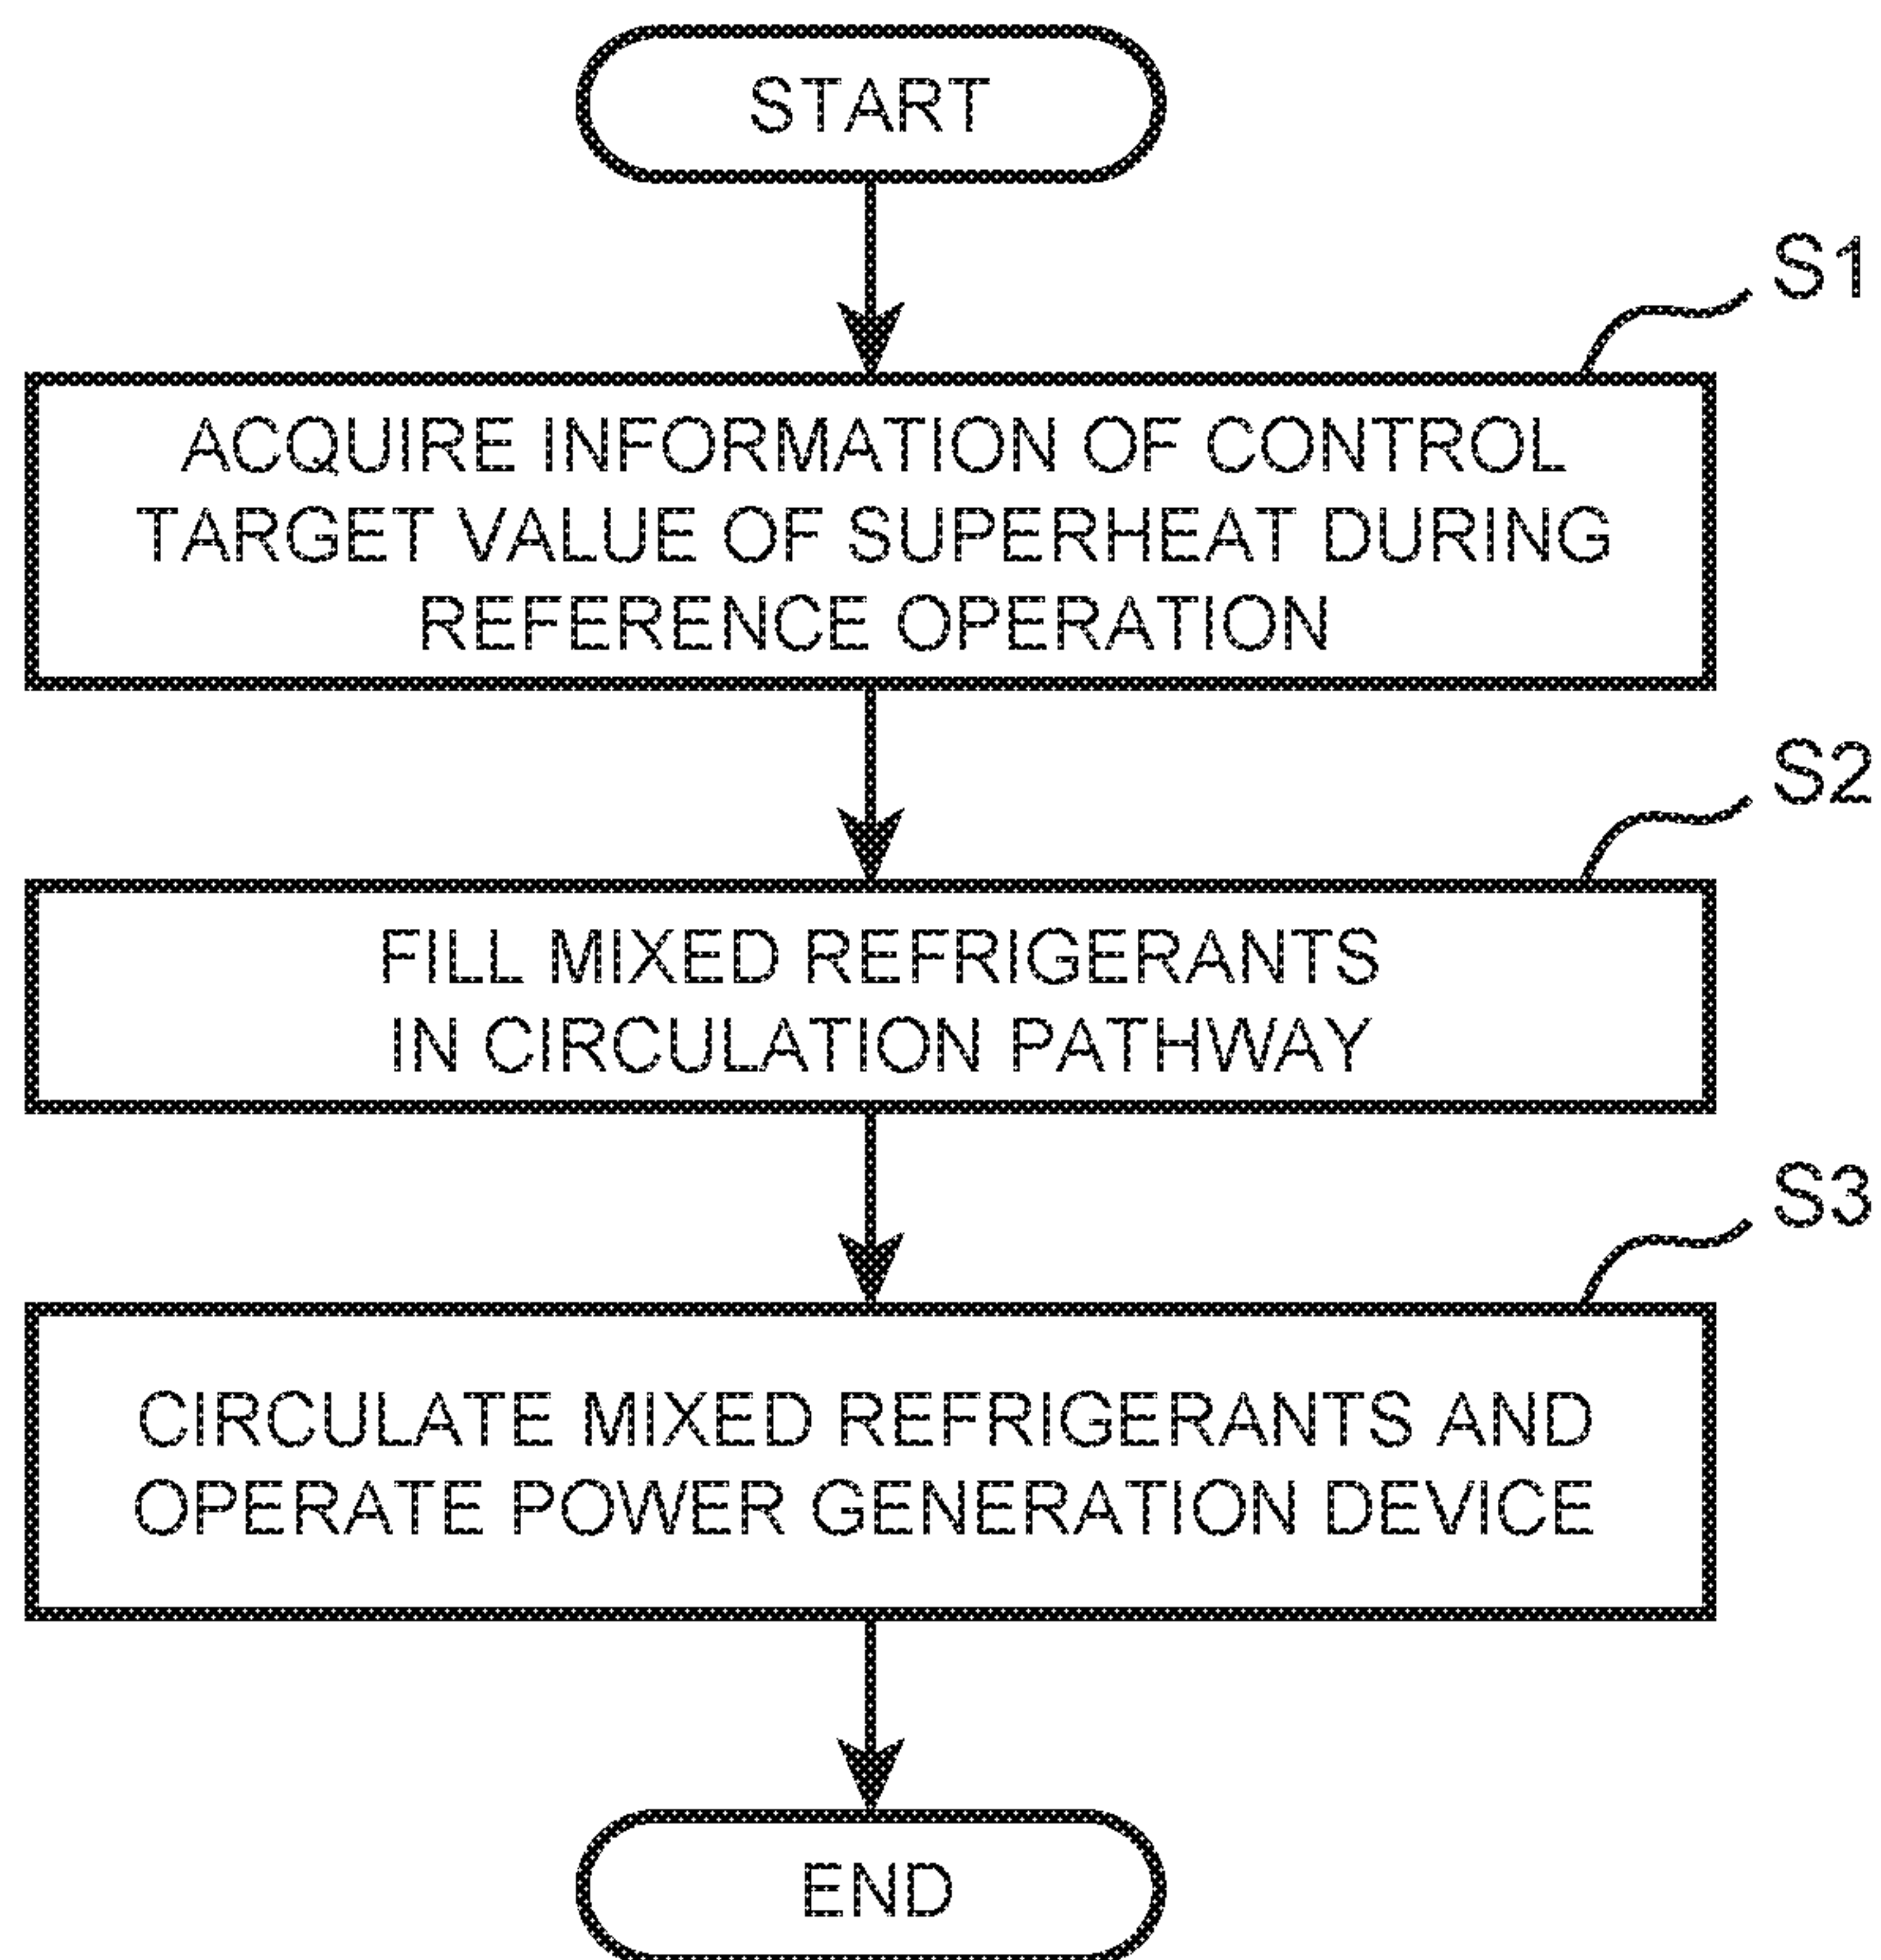 START
S1
ACQUIRE INFORMATION OF CONTROL
TARGET VALUE OF SUPERHEAT DURING
REFERENCE OPERATION
S2
FILL MIXED REFRIGERANTS
IN CIRCULATION PATHWAY
S3
CIRCULATE MIXED REFRIGERANTS AND
OPERATE POWER GENERATION DEVICE
END